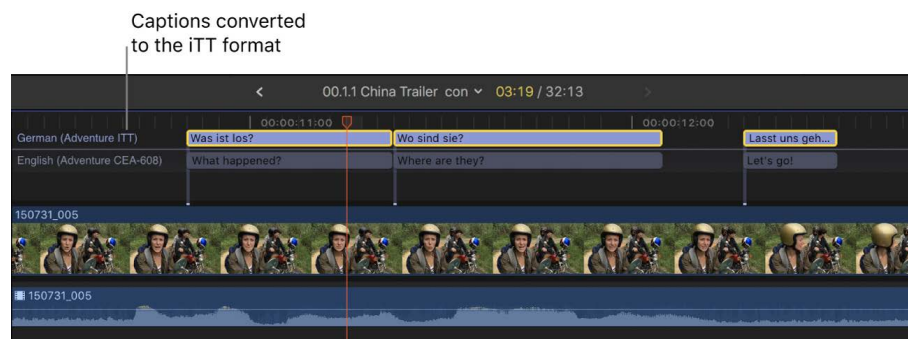 Captions converted
to the iTT format
00.1.1 China Trailer con 03:19 / 32:13
00:00:11:00 00:00:12:00
German (Adventure ITT) Was ist los? Wo sind sie? Lasst uns geh...
English (Adventure CEA-608) What happened? Where are they? Let's go!
150731_005
150731_005